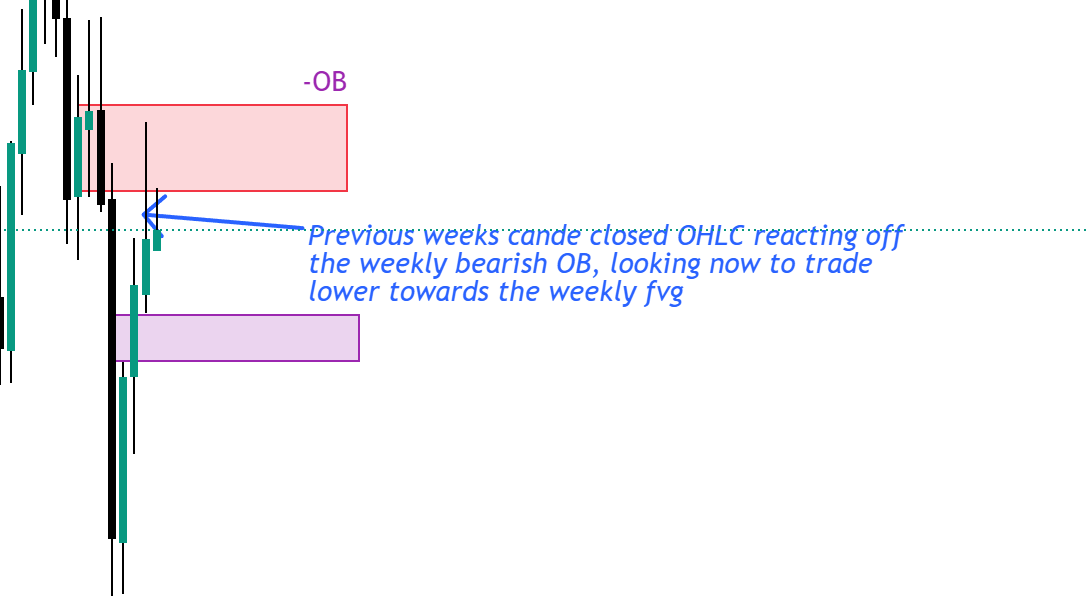 -OB
Previous weeks cande closed OHLC reacting off
the weekly bearish OB, looking now to trade
lower towards the weekly fvg